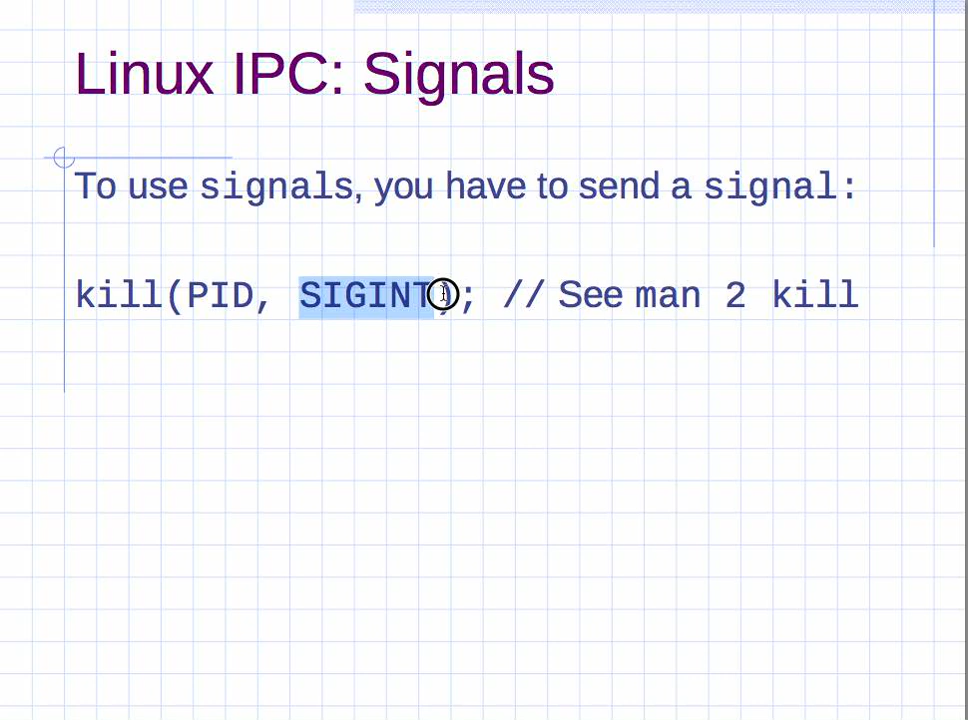 Linux IPC: Signals
To use signals, you have to send a signal:
kill(PID, SIGINT); // See man 2 kill